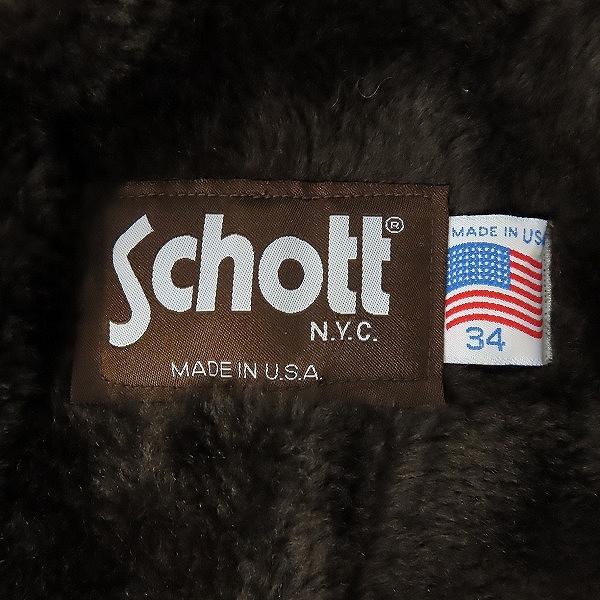 Schott®
N.Y.C.
MADE IN U.S.A.
MADE IN USA
34